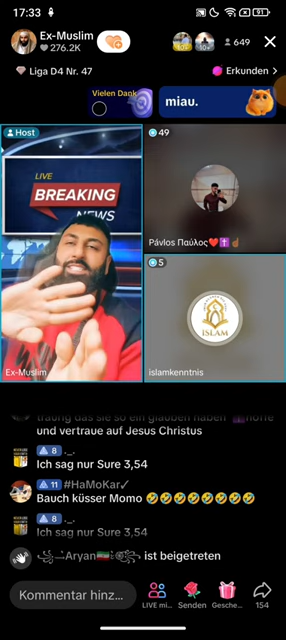 17:33
91
Ex-Muslim
276.2K
649
Liga D4 Nr. 47
Erkunden
Vielen Dank
miau.
Host
49
LIVE
BREAKING
NEWS
Ex-Muslim
Pávlos Παύλος
5
iSLAM
islamkenntnis
und vertraue auf Jesus Christus
8 ._.
Ich sag nur Sure 3,54
11 #HaMoKar✓
Bauch küsser Momo 🤣🤣🤣🤣🤣🤣🤣🤣🤣
8 ._.
Ich sag nur Sure 3,54
Aryan ist beigetreten
Kommentar hinz...
LIVE mi...
Senden
Gesche...
154